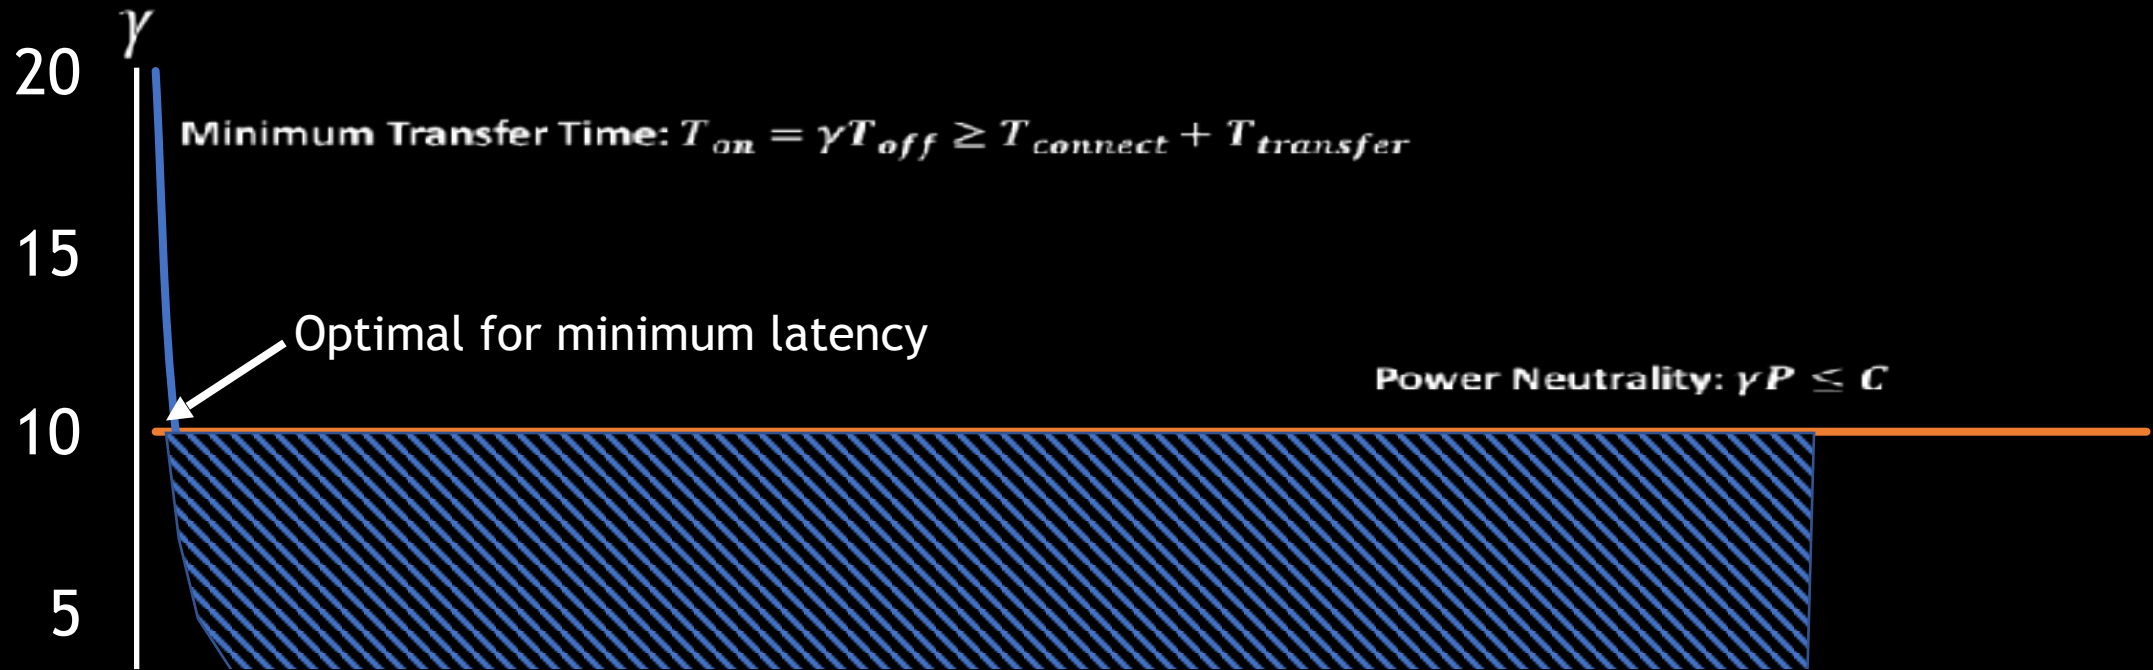 γ
20
Minimum Transfer Time: T_on = γT_off ≥ T_connect + T_transfer
15
Optimal for minimum latency
Power Neutrality: γP ≤ C
10
5